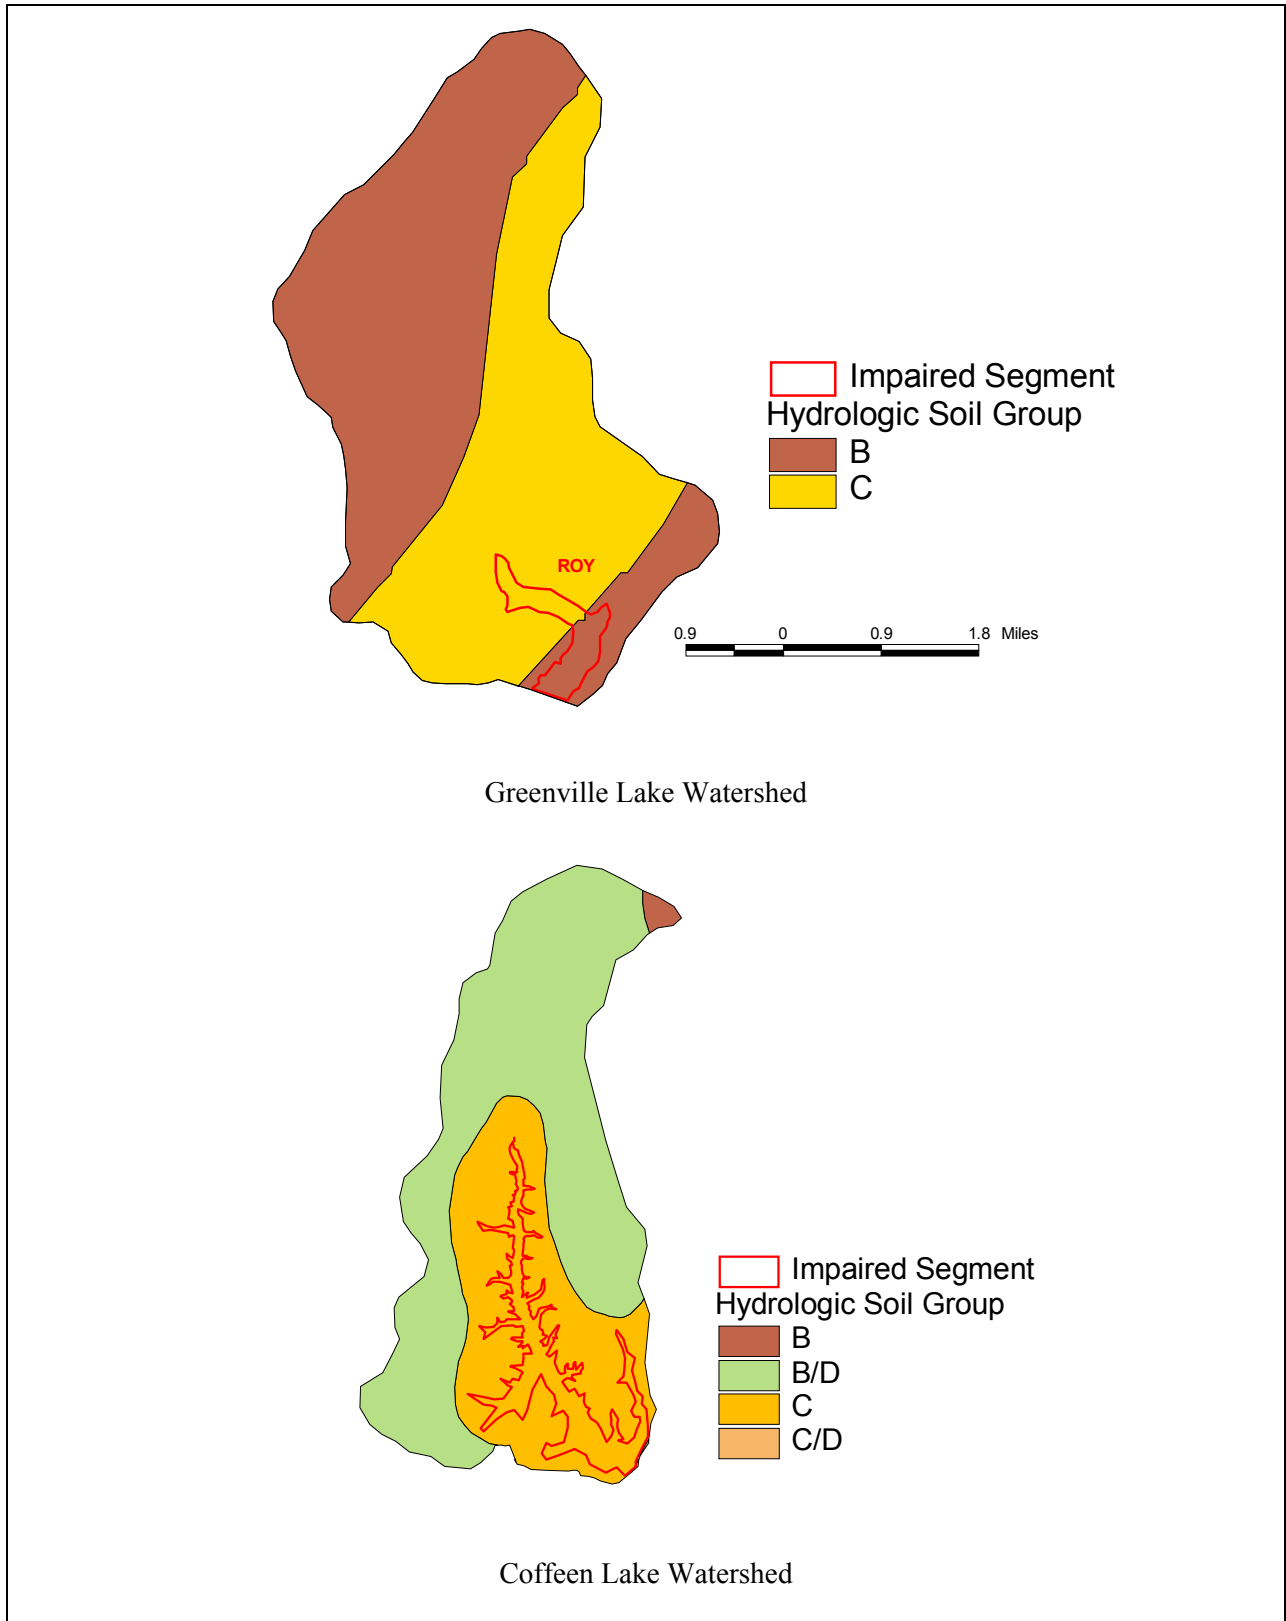 Impaired Segment
Hydrologic Soil Group
B
C
ROY
0.9 0 0.9 1.8 Miles
Greenville Lake Watershed
Impaired Segment
Hydrologic Soil Group
B
B/D
C
C/D
Coffeen Lake Watershed